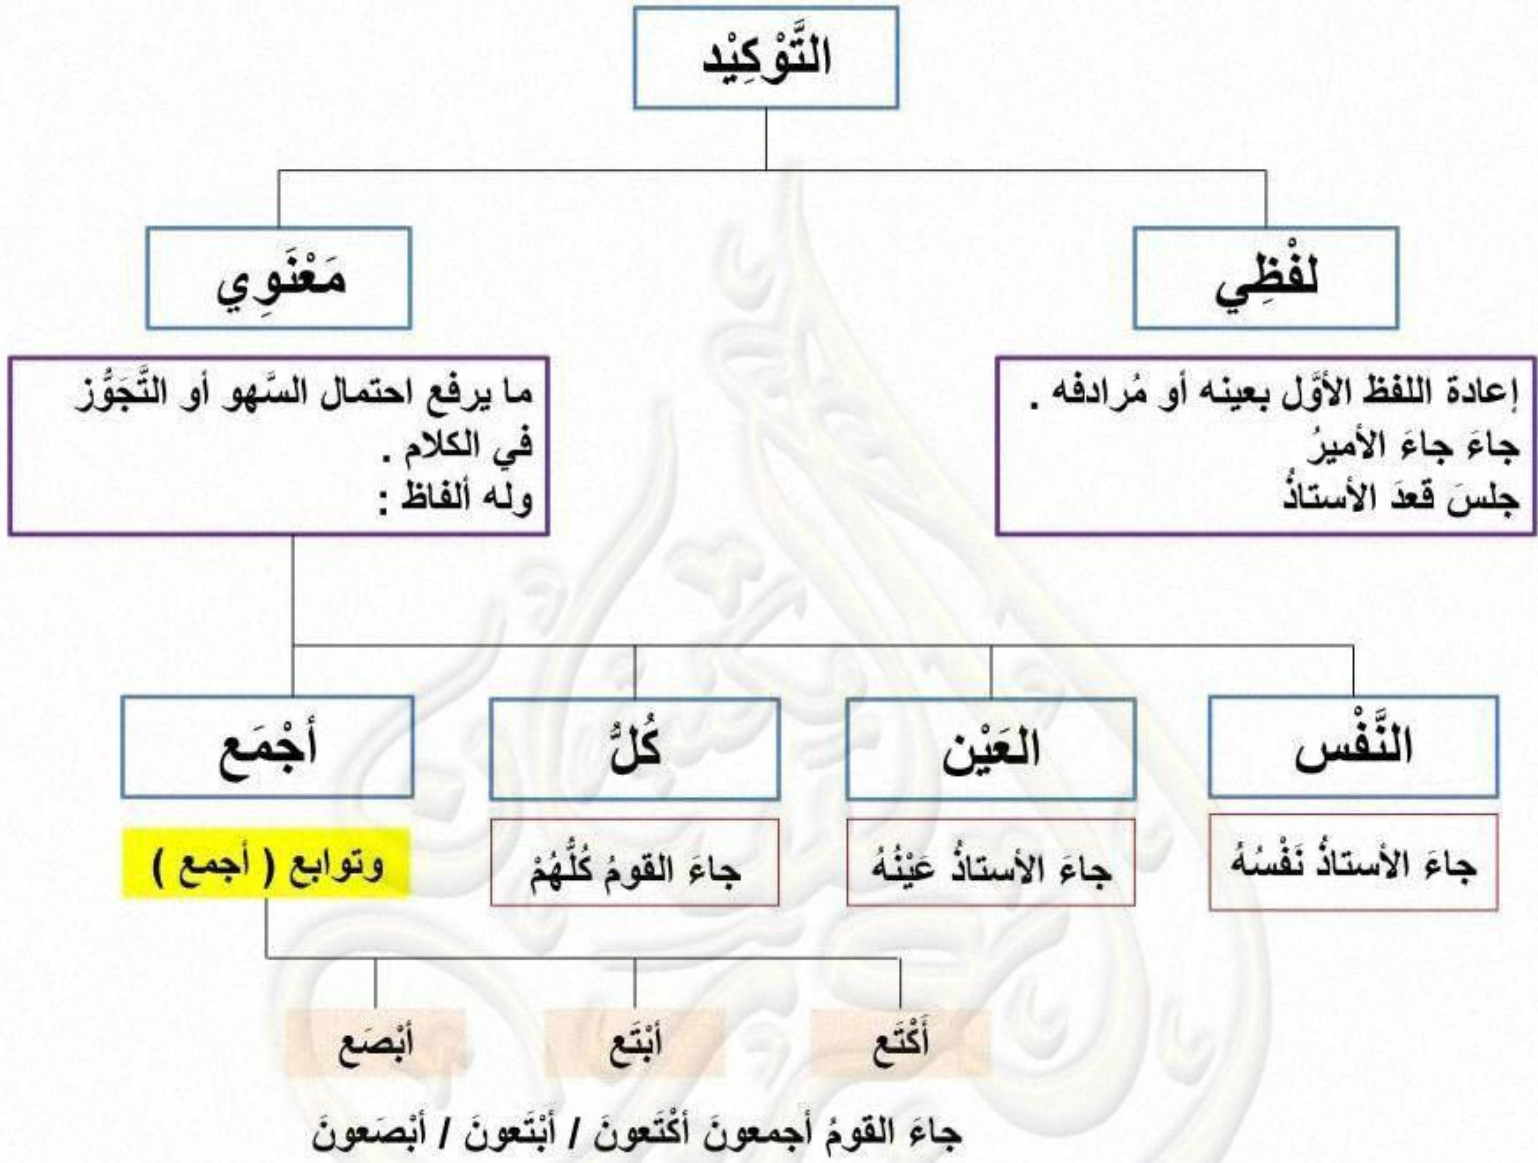 التَّوْكِيْد
لفْظِي
مَعْنَوِي
إعادة اللفظ الأوَّل بعينه أو مُرادفه .
جاءَ جاءَ الأميرُ
جلسَ قعدَ الأستاذُ
ما يرفع احتمال السَّهو أو التَّجَوُّز
في الكلام .
وله ألفاظ :
النَّفْس
العَيْن
كُلُّ
أجْمَع
جاءَ الأستاذُ نَفْسُهُ
جاءَ الأستاذُ عَيْنُهُ
جاءَ القومُ كُلُّهُمْ
وتوابع ( أجمع )
أَكْتَع
أبْتَع
أبْصَع
جاءَ القومُ أجمعونَ أكْتَعونَ / أبْتَعونَ / أبْصَعونَ